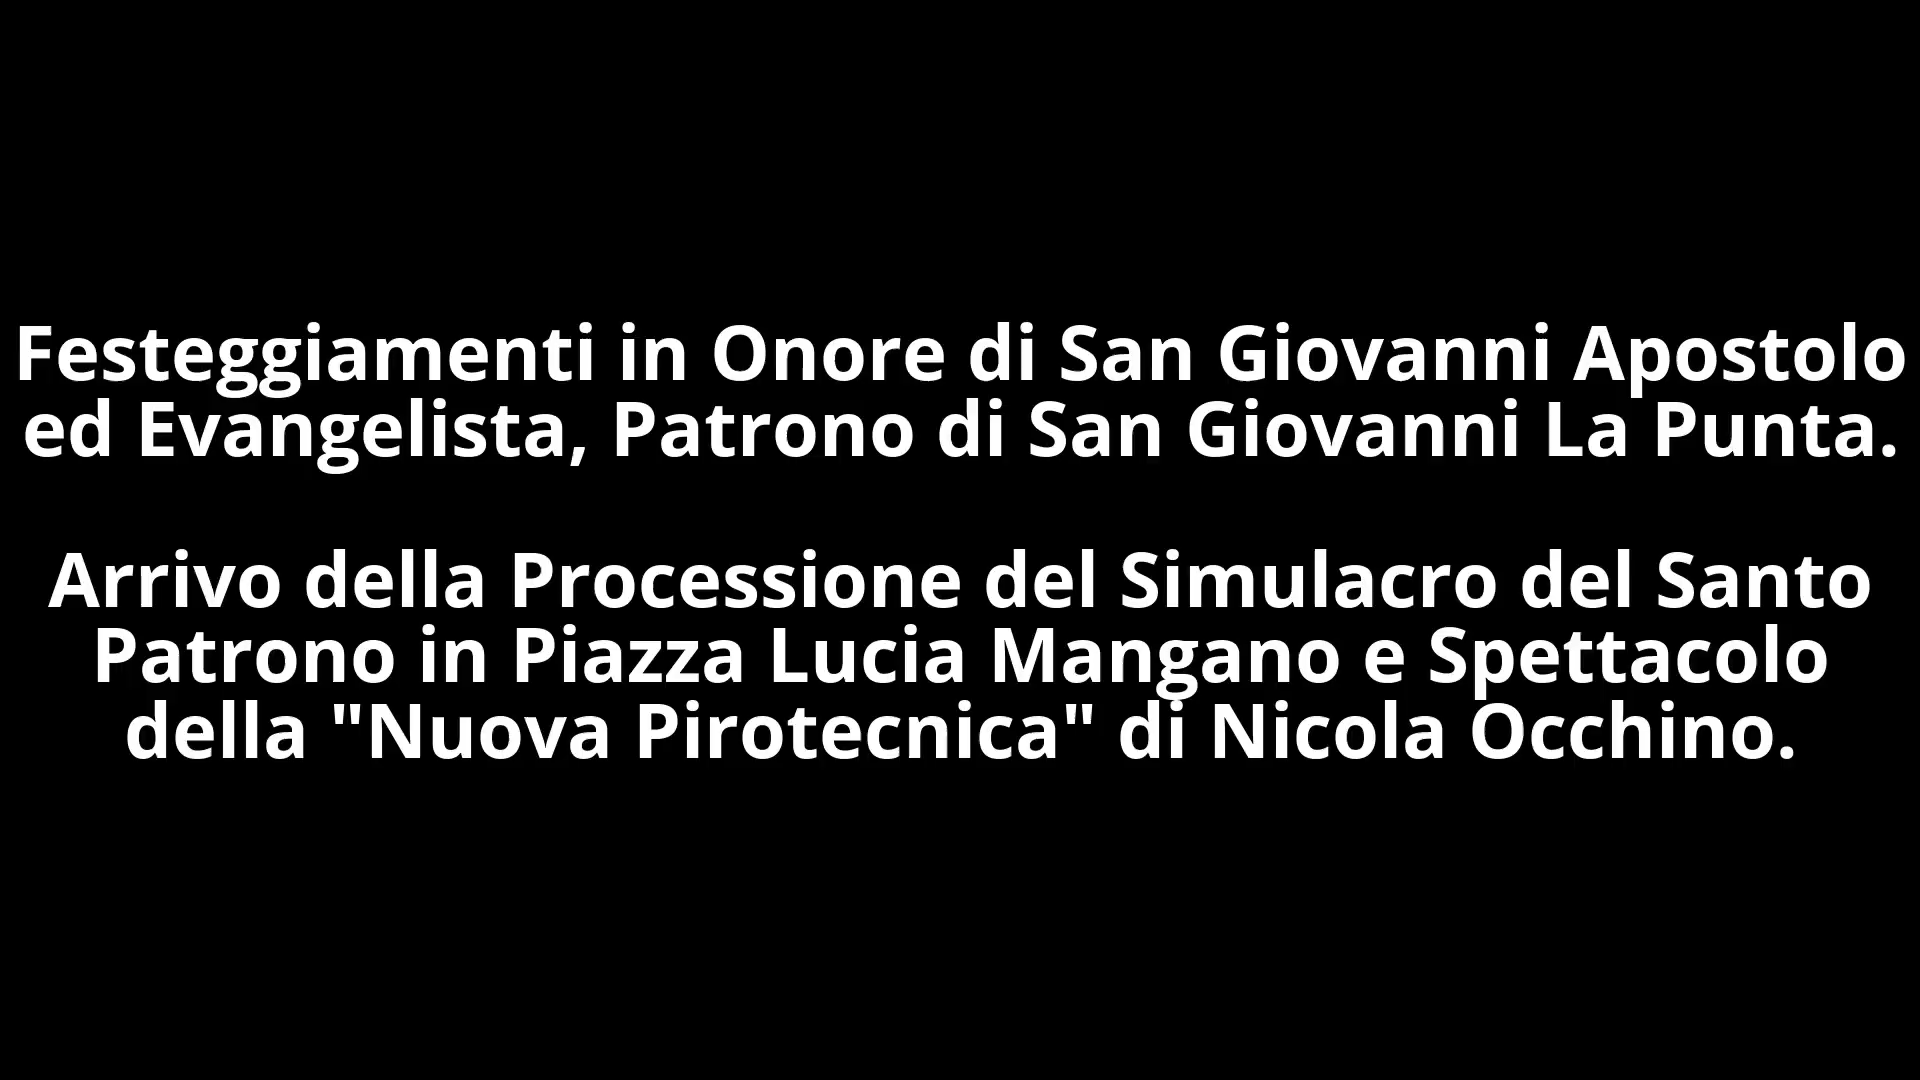 Festeggiamenti in Onore di San Giovanni Apostolo
ed Evangelista, Patrono di San Giovanni La Punta.
Arrivo della Processione del Simulacro del Santo
Patrono in Piazza Lucia Mangano e Spettacolo
della "Nuova Pirotecnica" di Nicola Occhino.